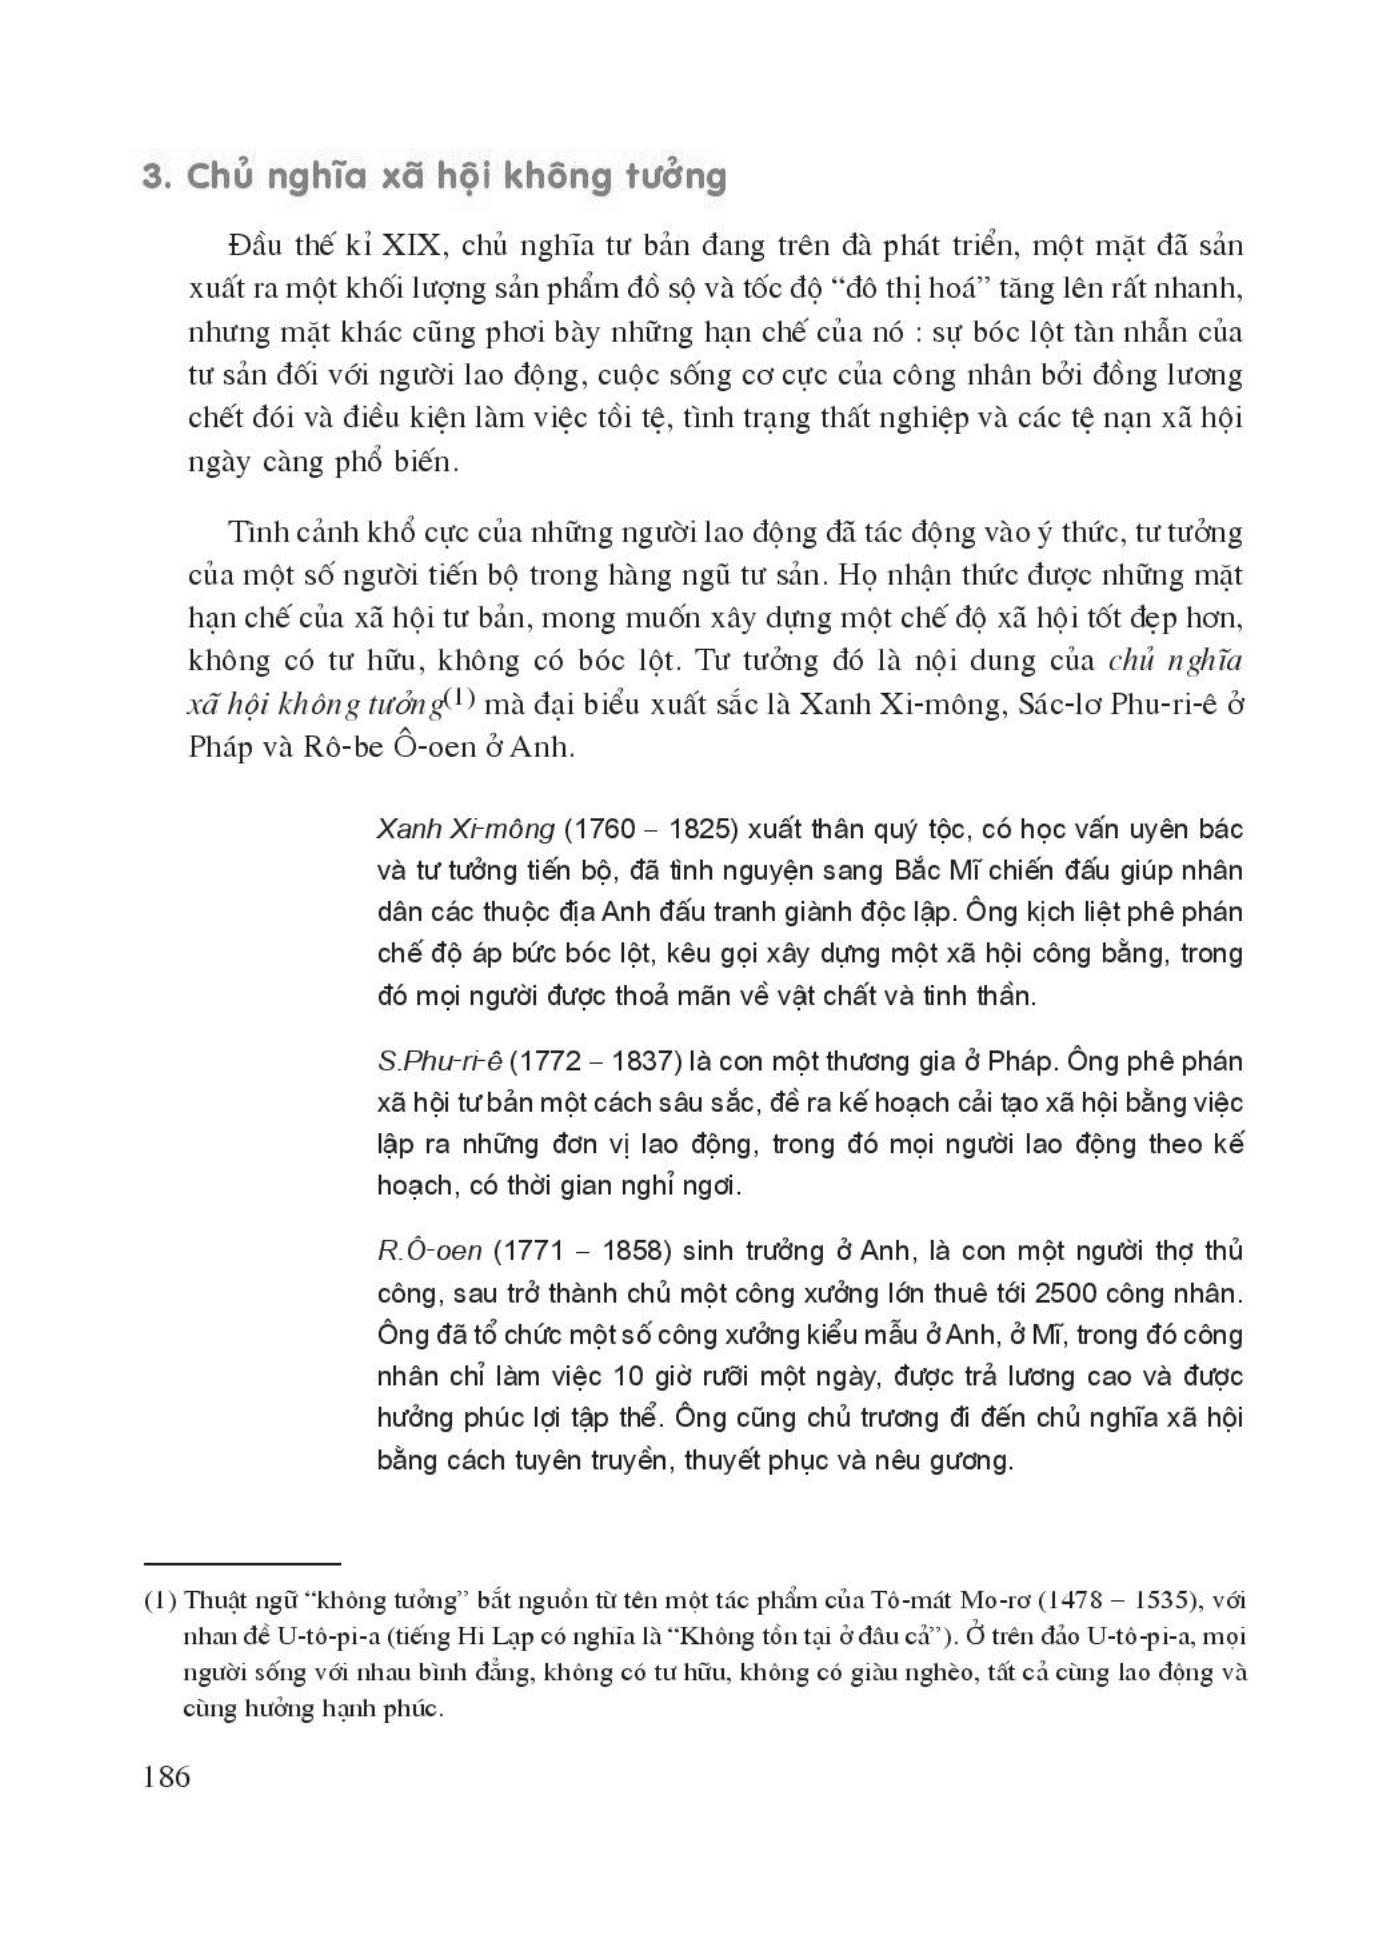 3. Chủ nghĩa xã hội không tưởng
Đầu thế kỉ XIX, chủ nghĩa tư bản đang trên đà phát triển, một mặt đã sản
xuất ra một khối lượng sản phẩm đồ sộ và tốc độ “đô thị hoá” tăng lên rất nhanh,
nhưng mặt khác cũng phơi bày những hạn chế của nó : sự bóc lột tàn nhẫn của
tư sản đối với người lao động, cuộc sống cơ cực của công nhân bởi đồng lương
chết đói và điều kiện làm việc tồi tệ, tình trạng thất nghiệp và các tệ nạn xã hội
ngày càng phổ biến.
Tình cảnh khổ cực của những người lao động đã tác động vào ý thức, tư tưởng
của một số người tiến bộ trong hàng ngũ tư sản. Họ nhận thức được những mặt
hạn chế của xã hội tư bản, mong muốn xây dựng một chế độ xã hội tốt đẹp hơn,
không có tư hữu, không có bóc lột. Tư tưởng đó là nội dung của chủ nghĩa
xã hội không tưởng(1) mà đại biểu xuất sắc là Xanh Xi-mông, Sác-lơ Phu-ri-ê ở
Pháp và Rô-be Ô-oen ở Anh.
Xanh Xi-mông (1760 – 1825) xuất thân quý tộc, có học vấn uyên bác
và tư tưởng tiến bộ, đã tình nguyện sang Bắc Mĩ chiến đấu giúp nhân
dân các thuộc địa Anh đấu tranh giành độc lập. Ông kịch liệt phê phán
chế độ áp bức bóc lột, kêu gọi xây dựng một xã hội công bằng, trong
đó mọi người được thoả mãn về vật chất và tinh thần.
S.Phu-ri-ê (1772 – 1837) là con một thương gia ở Pháp. Ông phê phán
xã hội tư bản một cách sâu sắc, đề ra kế hoạch cải tạo xã hội bằng việc
lập ra những đơn vị lao động, trong đó mọi người lao động theo kế
hoạch, có thời gian nghỉ ngơi.
R.Ô-oen (1771 – 1858) sinh trưởng ở Anh, là con một người thợ thủ
công, sau trở thành chủ một công xưởng lớn thuê tới 2500 công nhân.
Ông đã tổ chức một số công xưởng kiểu mẫu ở Anh, ở Mĩ, trong đó công
nhân chỉ làm việc 10 giờ rưỡi một ngày, được trả lương cao và được
hưởng phúc lợi tập thể. Ông cũng chủ trương đi đến chủ nghĩa xã hội
bằng cách tuyên truyền, thuyết phục và nêu gương.
(1) Thuật ngữ “không tưởng” bắt nguồn từ tên một tác phẩm của Tô-mát Mo-rơ (1478 – 1535), với
nhan đề U-tô-pi-a (tiếng Hi Lạp có nghĩa là “Không tồn tại ở đâu cả”). Ở trên đảo U-tô-pi-a, mọi
người sống với nhau bình đẳng, không có tư hữu, không có giàu nghèo, tất cả cùng lao động và
cùng hưởng hạnh phúc.
186